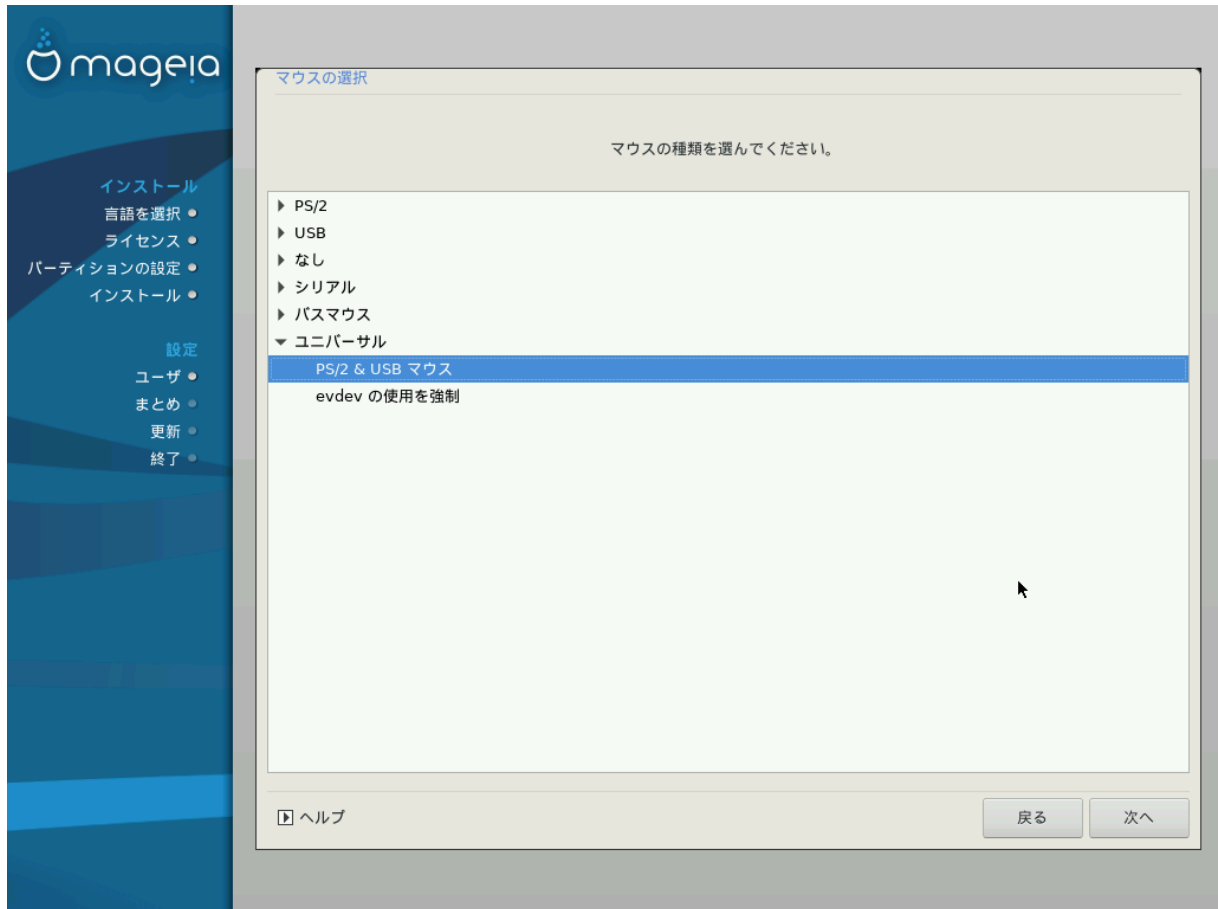 mageia
インストール
言語を選択
ライセンス
パーティションの設定
インストール
設定
ユーザ
まとめ
更新
終了
マウスの選択
マウスの種類を選んでください。
PS/2
USB
なし
シリアル
バスマウス
ユニバーサル
PS/2 & USB マウス
evdev の使用を強制
ヘルプ
戻る
次へ